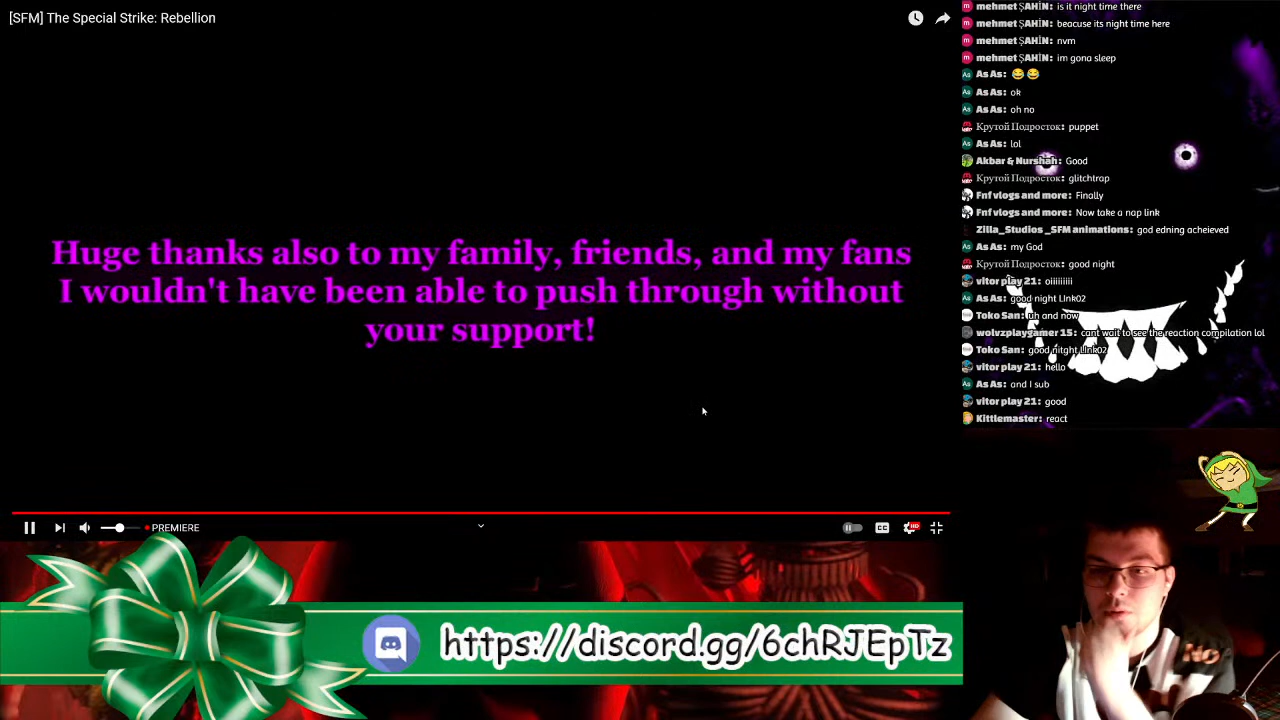 [SFM] The Special Strike: Rebellion
Huge thanks also to my family, friends, and my fans
I wouldn't have been able to push through without
your support!
PREMIERE
CC
HD
https://discord.gg/6chRJEpTz
mehmet ŞAHİN: is it night time there
mehmet ŞAHİN: beacuse its night time here
mehmet ŞAHİN: nvm
mehmet ŞAHİN: im gona sleep
As As: 😂 😂
As As: ok
As As: oh no
Крутой Подросток: puppet
As As: lol
Akbar & Nurshah: Good
Крутой Подросток: glitchtrap
Fnf vlogs and more: Finally
Fnf vlogs and more: Now take a nap link
Zilla_Studios _SFM animations: god edning acheieved
As As: my God
Крутой Подросток: good night
vitor play 21: oiiiiiiiii
As As: good night LInk02
Toko San: uh and now
wolvzplaygamer 15: cant wait to see the reaction compilation lol
Toko San: good nitght L!nk02
vitor play 21: hello
As As: and I sub
vitor play 21: good
Kittlemaster: react